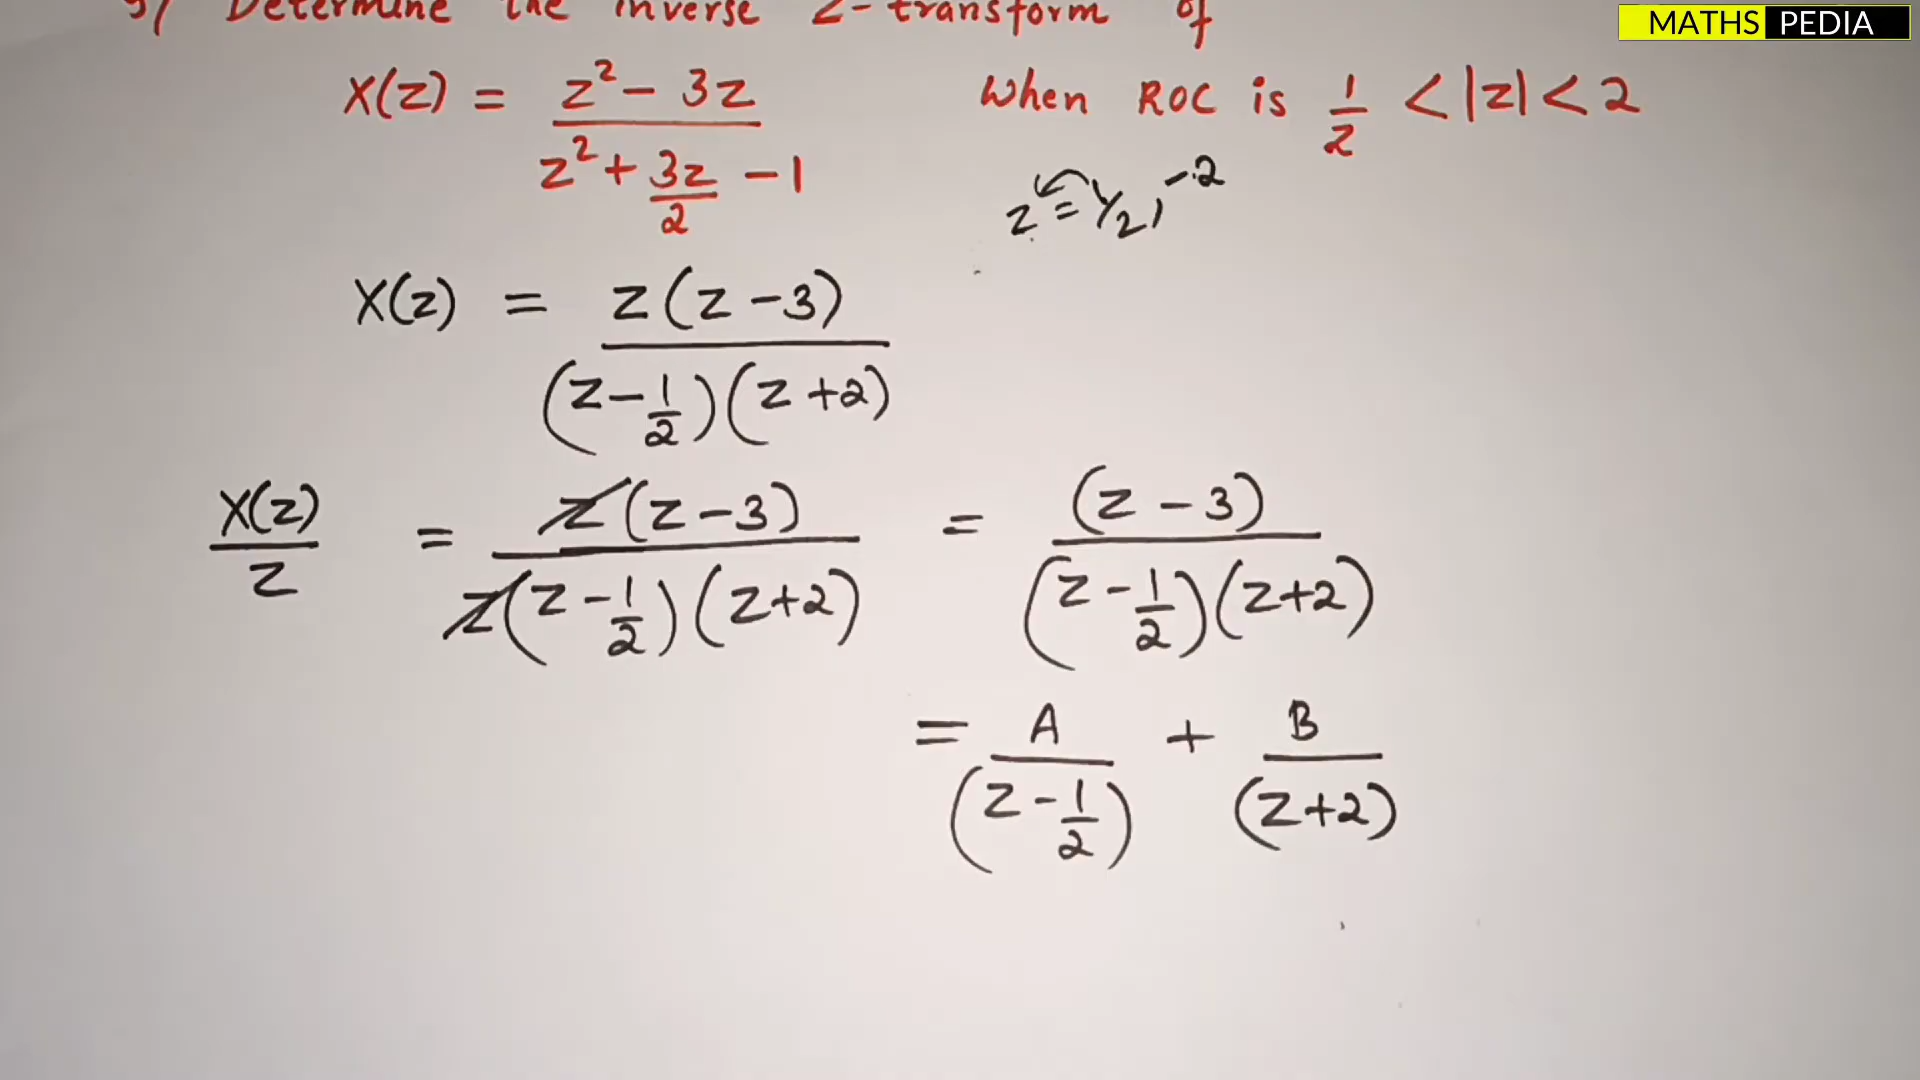 MATHS PEDIA
Determine the inverse Z-transform of
X(z) = z² - 3z / z² + 3z/2 - 1 When ROC is 1/2 < |z| < 2
z = 1/2, -2
X(z) = z(z-3) / (z-1/2)(z+2)
X(z)/z = z(z-3) / z(z-1/2)(z+2) = (z-3) / (z-1/2)(z+2)
= A/(z-1/2) + B/(z+2)